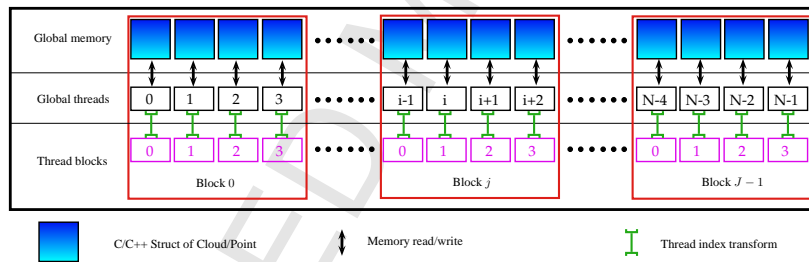 Global memory
Global threads
0 1 2 3 i-1 i i+1 i+2 N-4 N-3 N-2 N-1
Thread blocks
0 1 2 3 0 1 2 3 0 1 2 3
Block 0 Block j Block J − 1
C/C++ Struct of Cloud/Point Memory read/write Thread index transform